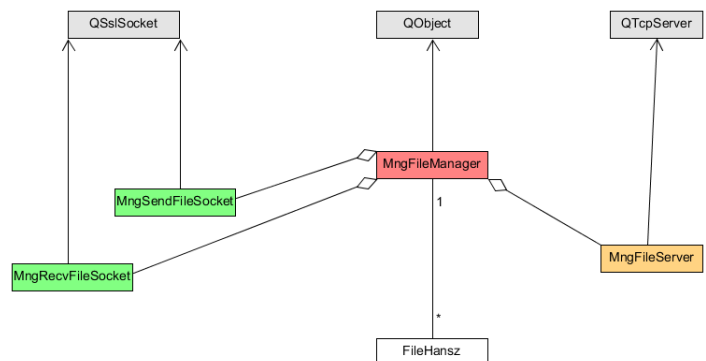 QSslSocket
QObject
QTcpServer
MngFileManager
MngSendFileSocket
1
MngFileServer
MngRecvFileSocket
*
FileHansz